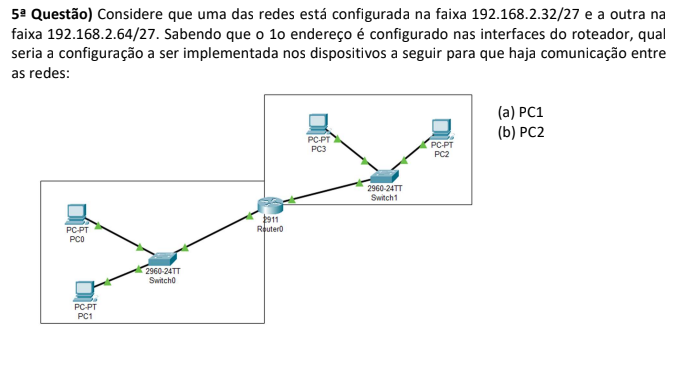 5ª Questão) Considere que uma das redes está configurada na faixa 192.168.2.32/27 e a outra na
faixa 192.168.2.64/27. Sabendo que o 1o endereço é configurado nas interfaces do roteador, qual
seria a configuração a ser implementada nos dispositivos a seguir para que haja comunicação entre
as redes:
(a) PC1
(b) PC2
PC-PT
PC3
PC-PT
PC2
2960-24TT
Switch1
2911
Router0
PC-PT
PC0
2960-24TT
Switch0
PC-PT
PC1